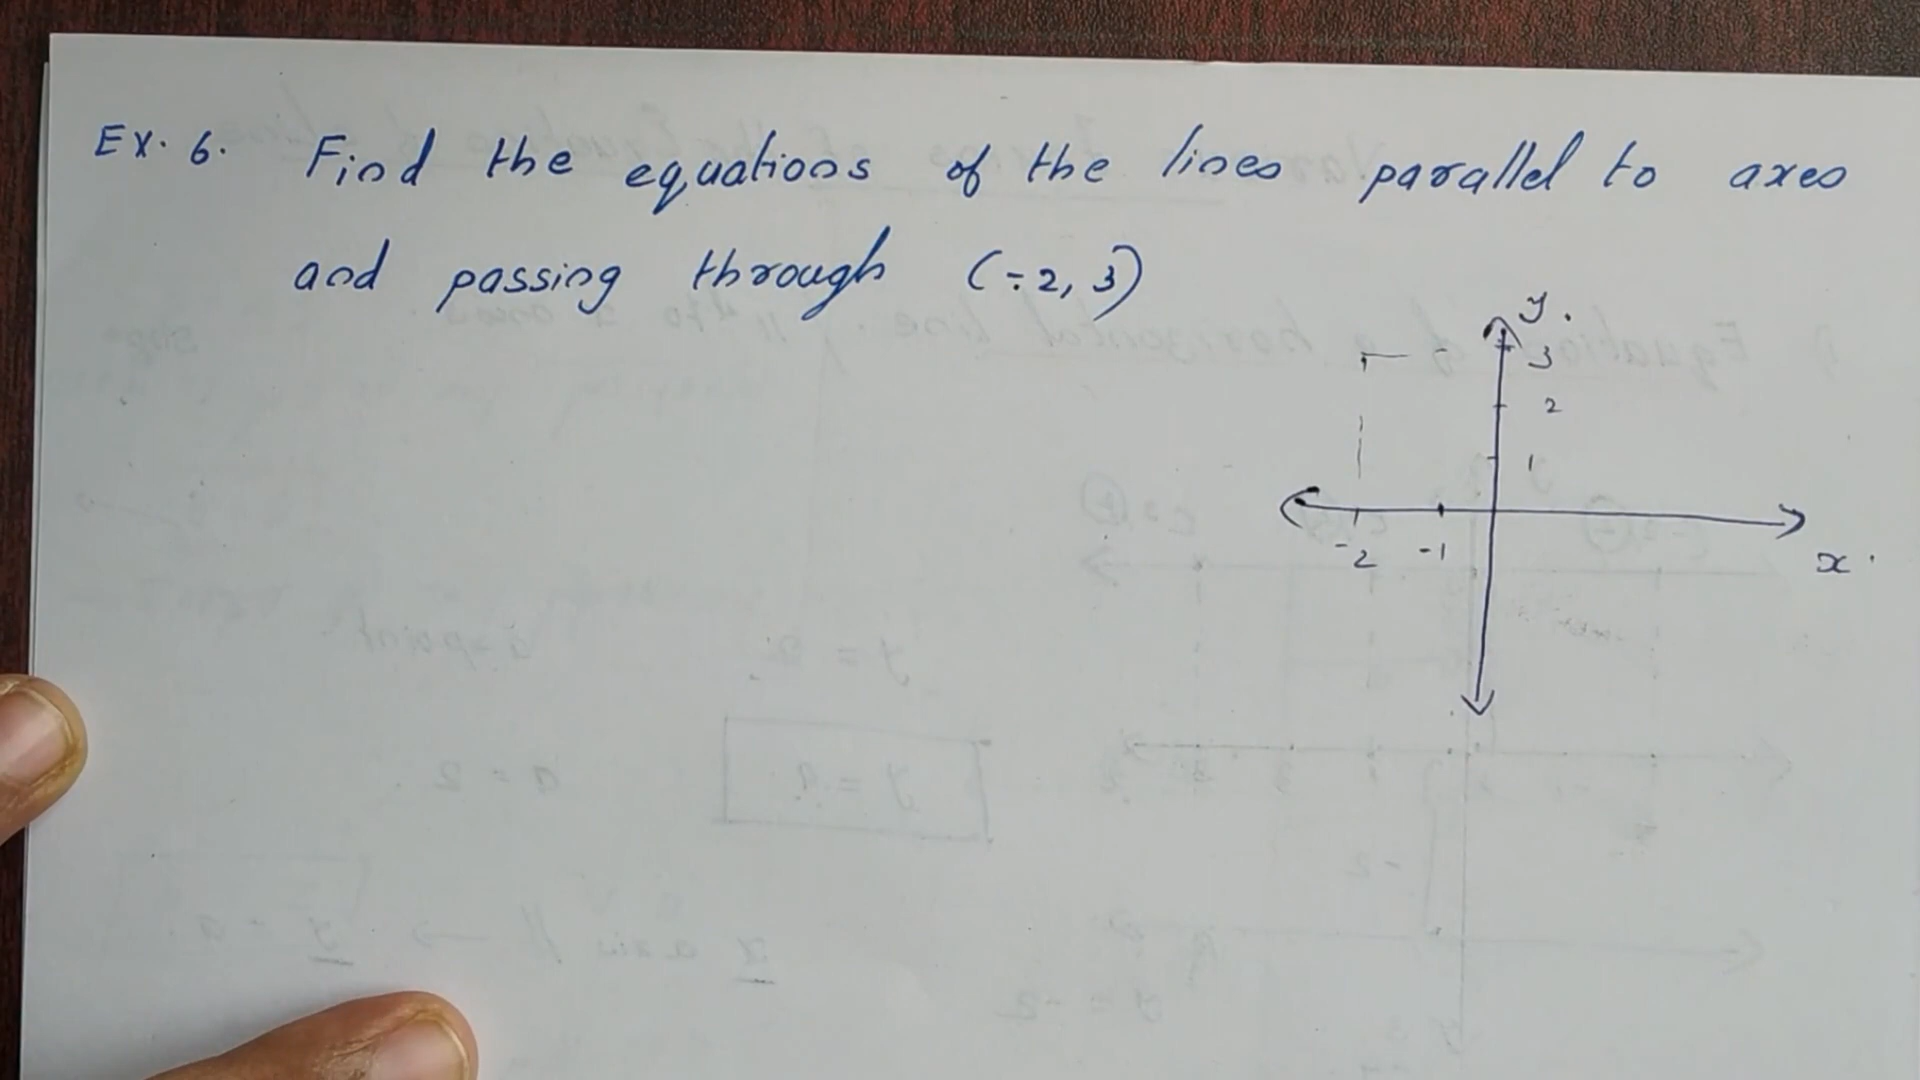 Ex. 6. Find the equations of the lines parallel to axes
and passing through (-2, 3)
y
3
2
1
-2 -1
x